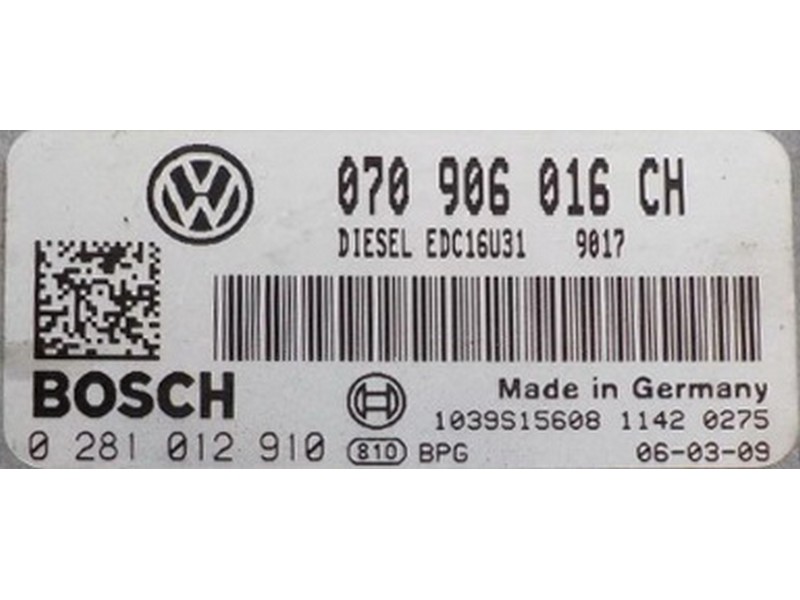 070 906 016 CH
DIESEL EDC16U31 9017
BOSCH
Made in Germany
1039S15608 1142 0275
0 281 012 910 810 BPG 06-03-09